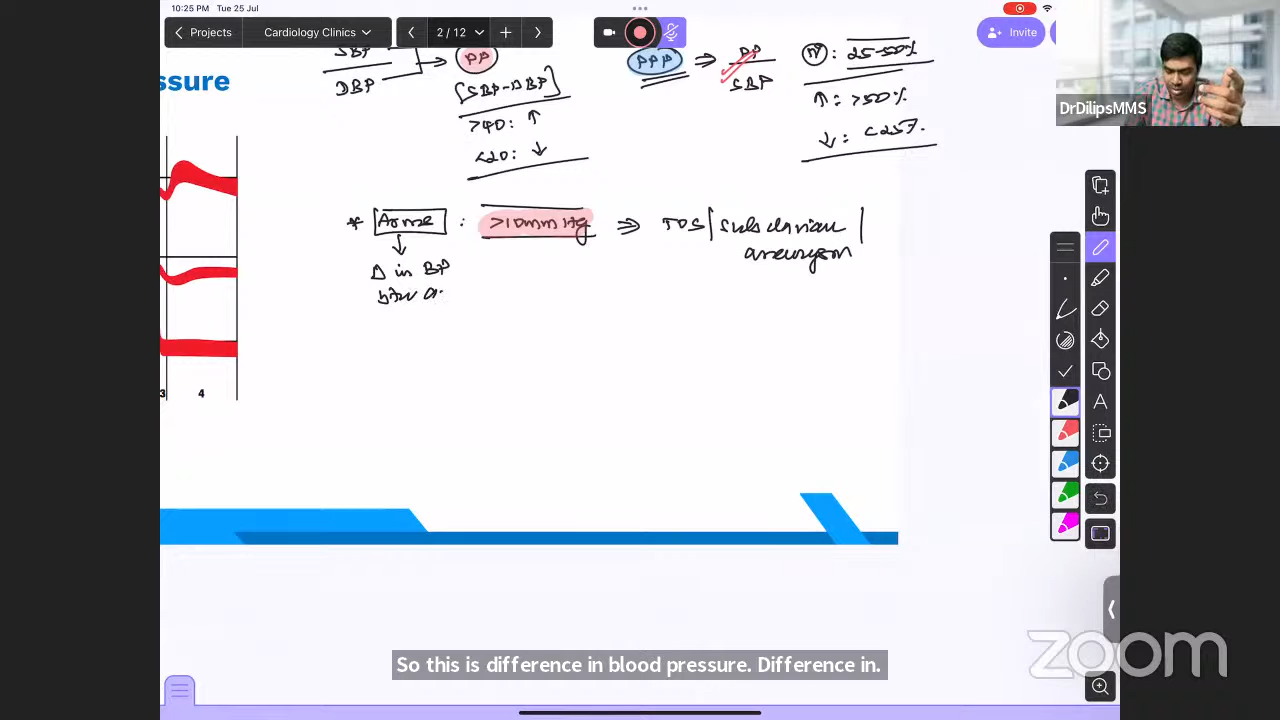 10:25 PM Tue 25 Jul
Projects Cardiology Clinics 2 / 12 Invite
SBP
DBP
PP
[SBP-DBP]
>40: ↑
<20: ↓
PPP ⇒ PP
SBP
N : 25-50%
↑ : >50%
↓ : <25%.
ssure
* Arms : >10mmHg ⇒ TOS | subclavian |
aneurysm
↓
Δ in BP
btw
3 4
DrDilipsMMS
A
So this is difference in blood pressure. Difference in.
zoom